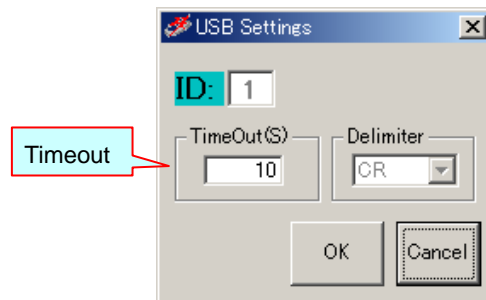 USB Settings
ID: 1
Timeout
TimeOut(S)
10
Delimiter
CR
OK
Cancel